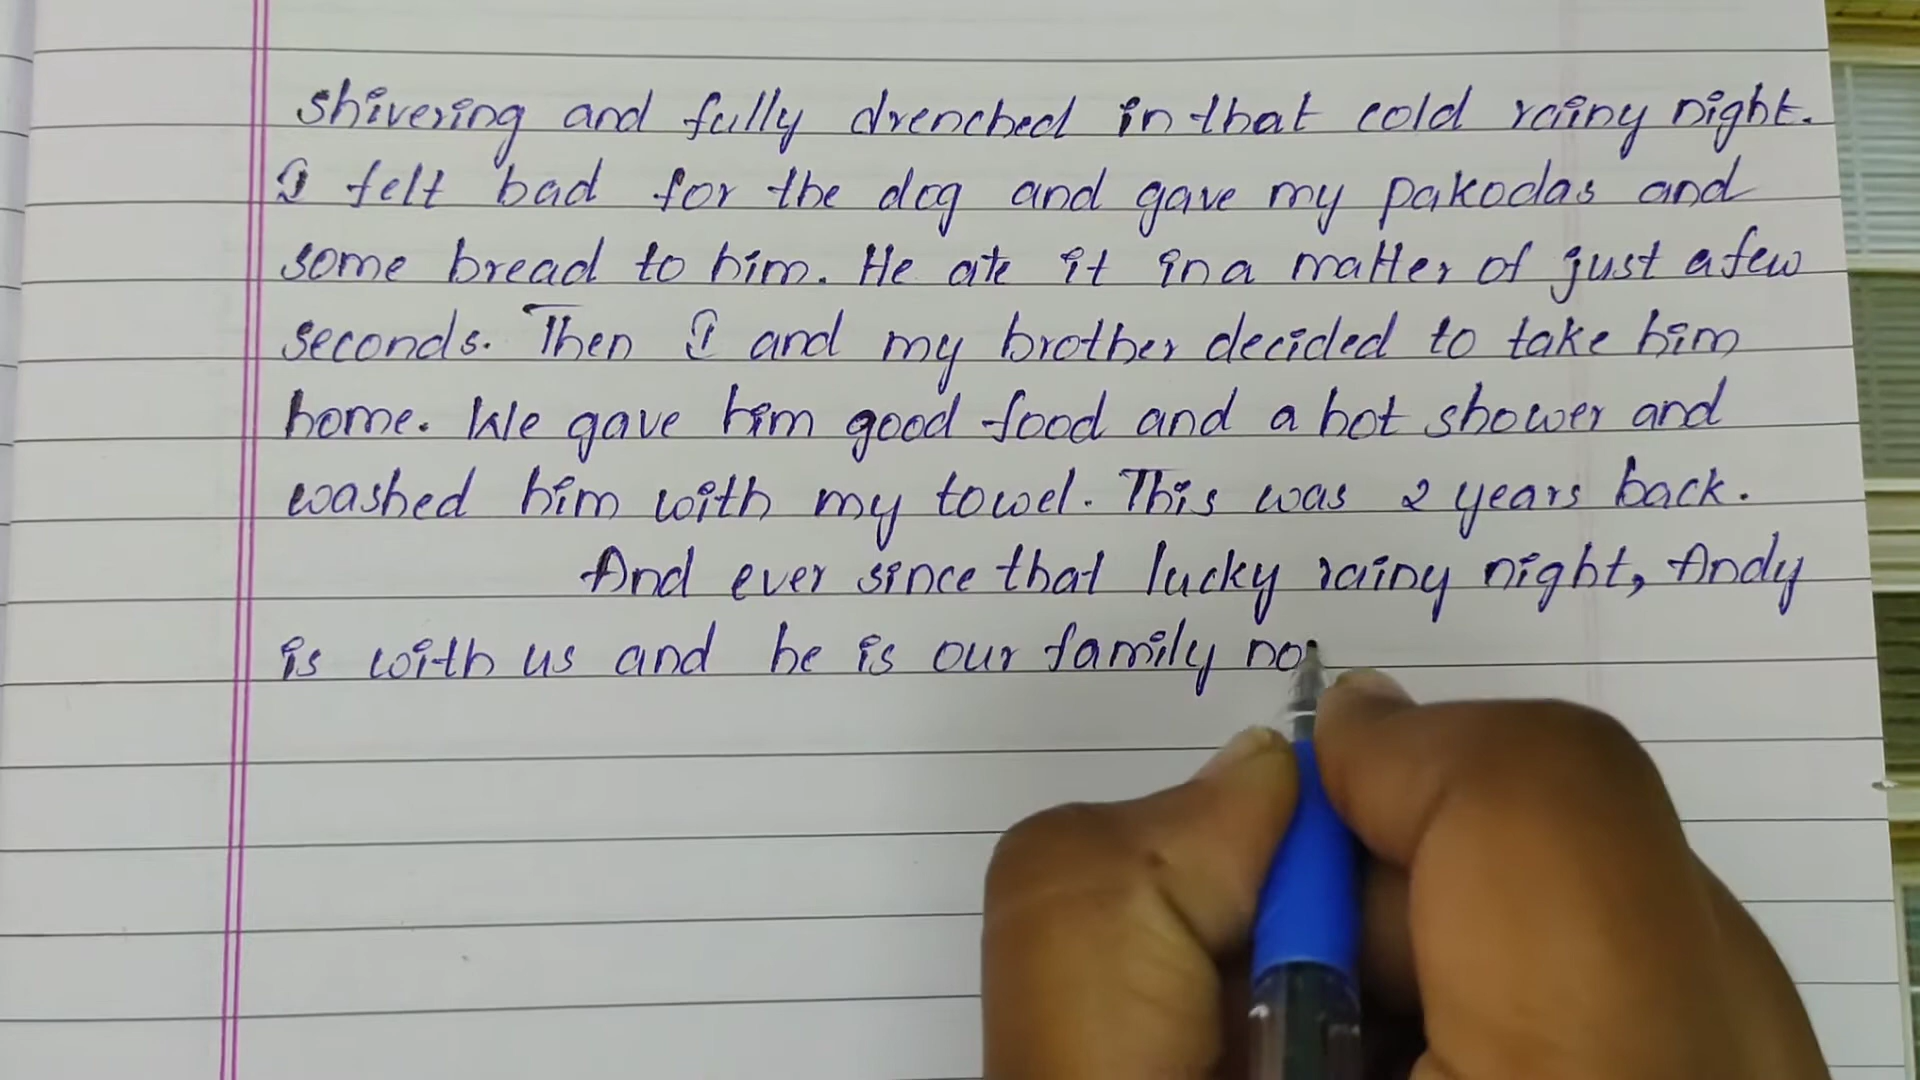 shivering and fully drenched in that cold rainy night.
I felt bad for the dog and gave my pakodas and
some bread to him. He ate it in a matter of just a few
seconds. Then I and my brother decided to take him
home. We gave him good food and a hot shower and
washed him with my towel. This was 2 years back.
And ever since that lucky rainy night, Andy
is with us and he is our family no